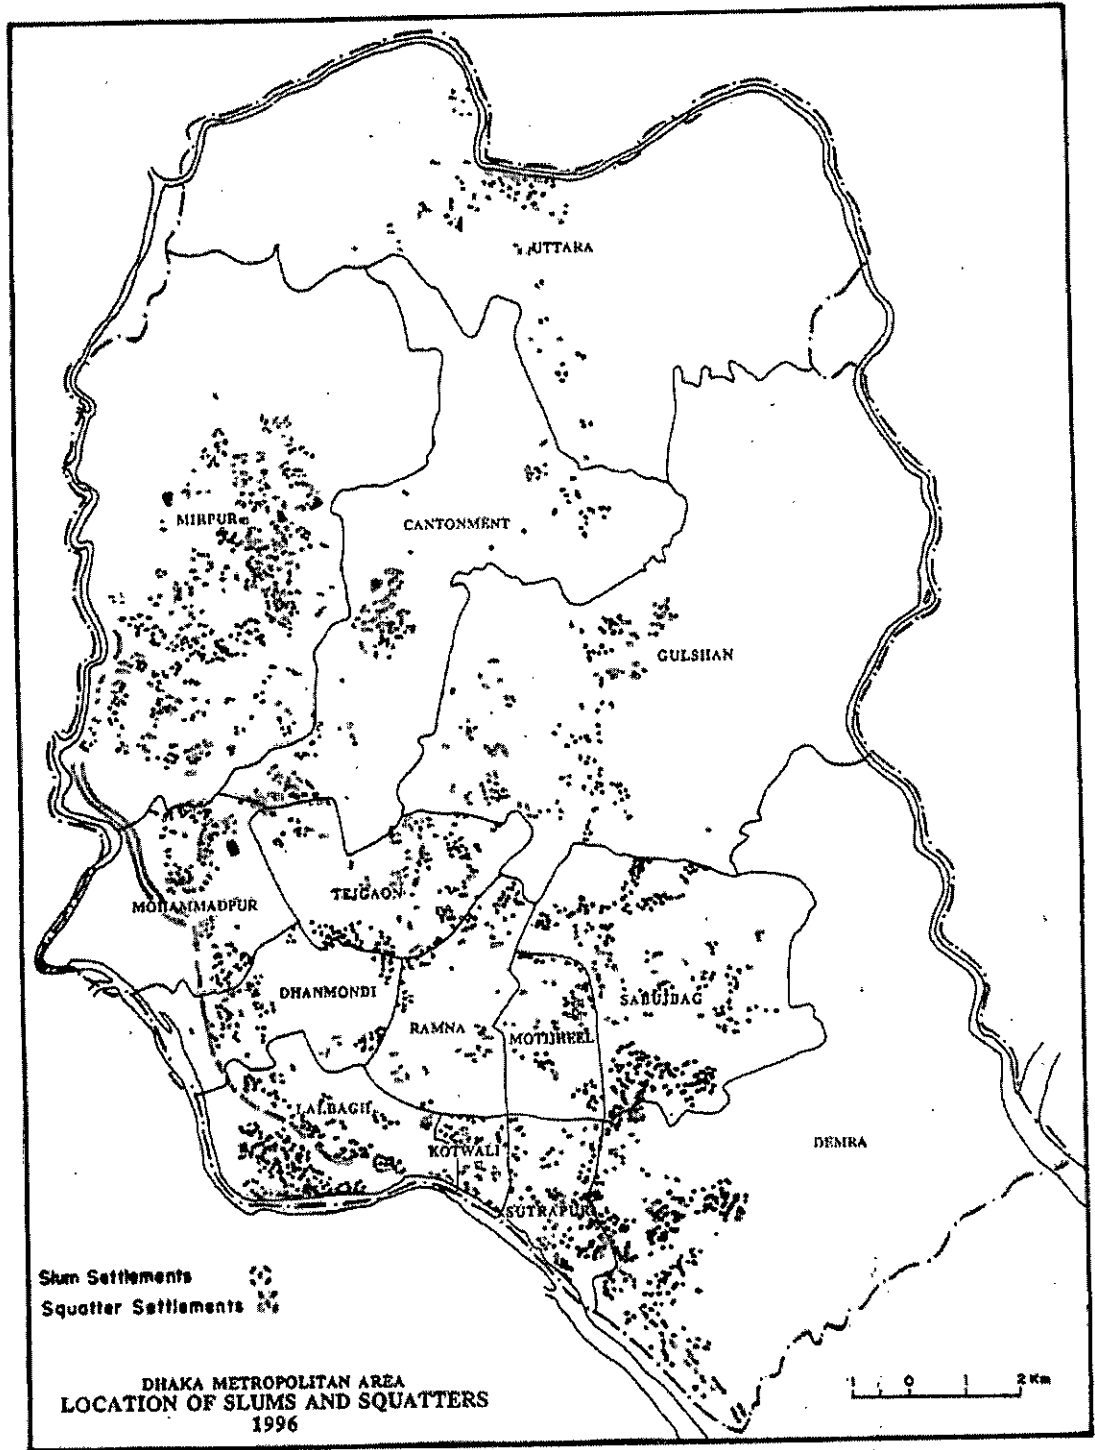 UTTARA
MIRPUR
CANTONMENT
GULSHAN
MOHAMMADPUR
TEJGAON
DHANMONDI
RAMNA
MOTIJHEEL
SABUJBAG
LALBAGH
KOTWALI
DEMRA
SUTRAPUR
Slum Settlements
Squatter Settlements
DHAKA METROPOLITAN AREA
LOCATION OF SLUMS AND SQUATTERS
1996
1 0 1 2 Km